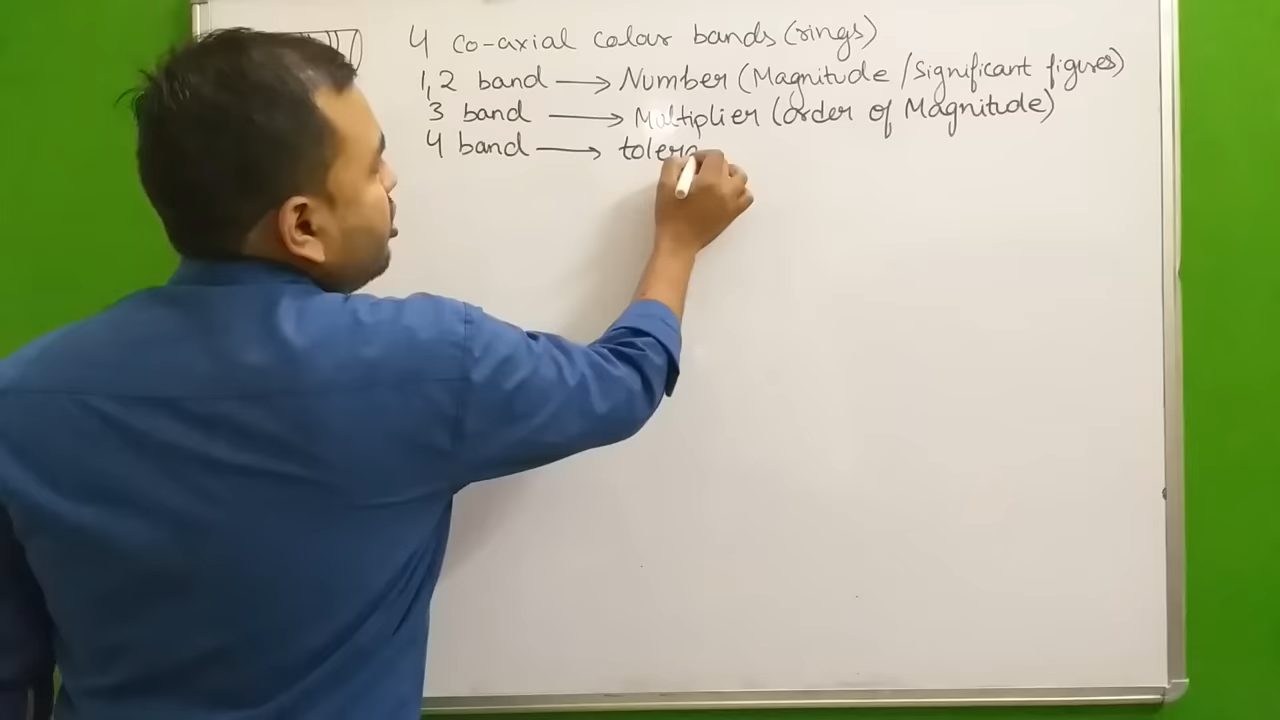 4 co-axial colar bands (rings)
1,2 band → Number (Magnitude / Significant figures)
3 band → Multiplier (order of Magnitude)
4 band → tolera